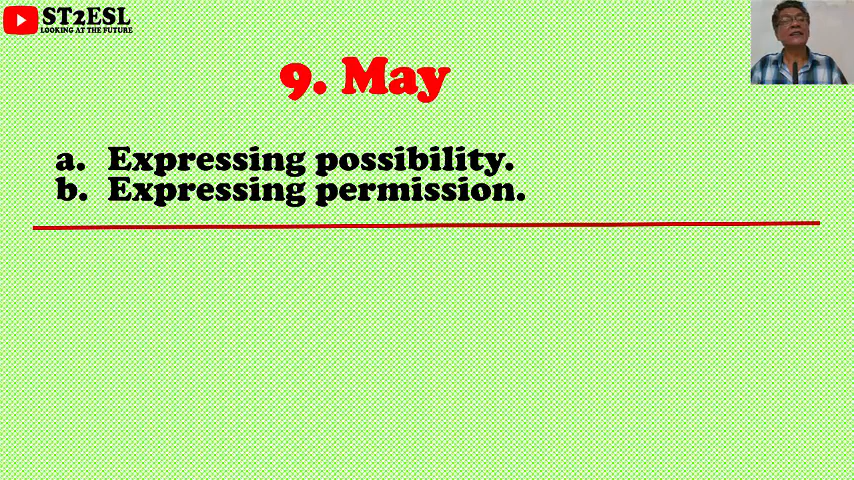 ST2ESL
LOOKING AT THE FUTURE
9. May
a. Expressing possibility.
b. Expressing permission.